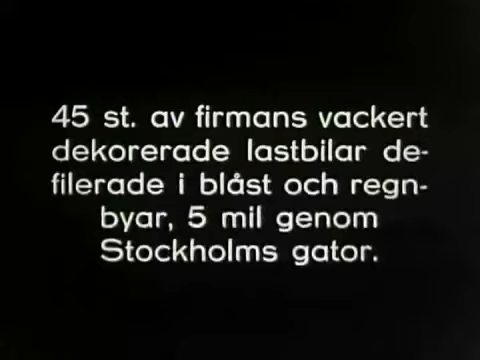 45 st. av firmans vackert
dekorerade lastbilar de-
filerade i blåst och regn-
byar, 5 mil genom
Stockholms gator.